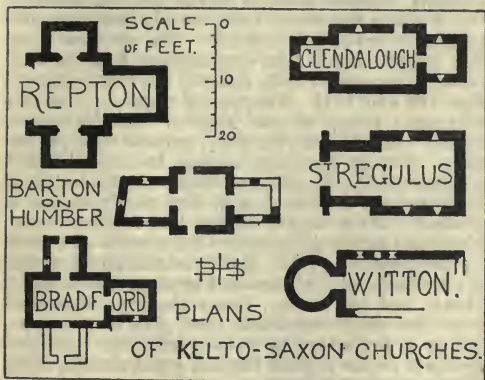 SCALE
OF FEET.
0
10
20
REPTON
GLENDALOUGH
ST REGULUS
BARTON
ON
HUMBER
BRADFORD
WITTON.
PLANS
OF KELTO-SAXON CHURCHES.